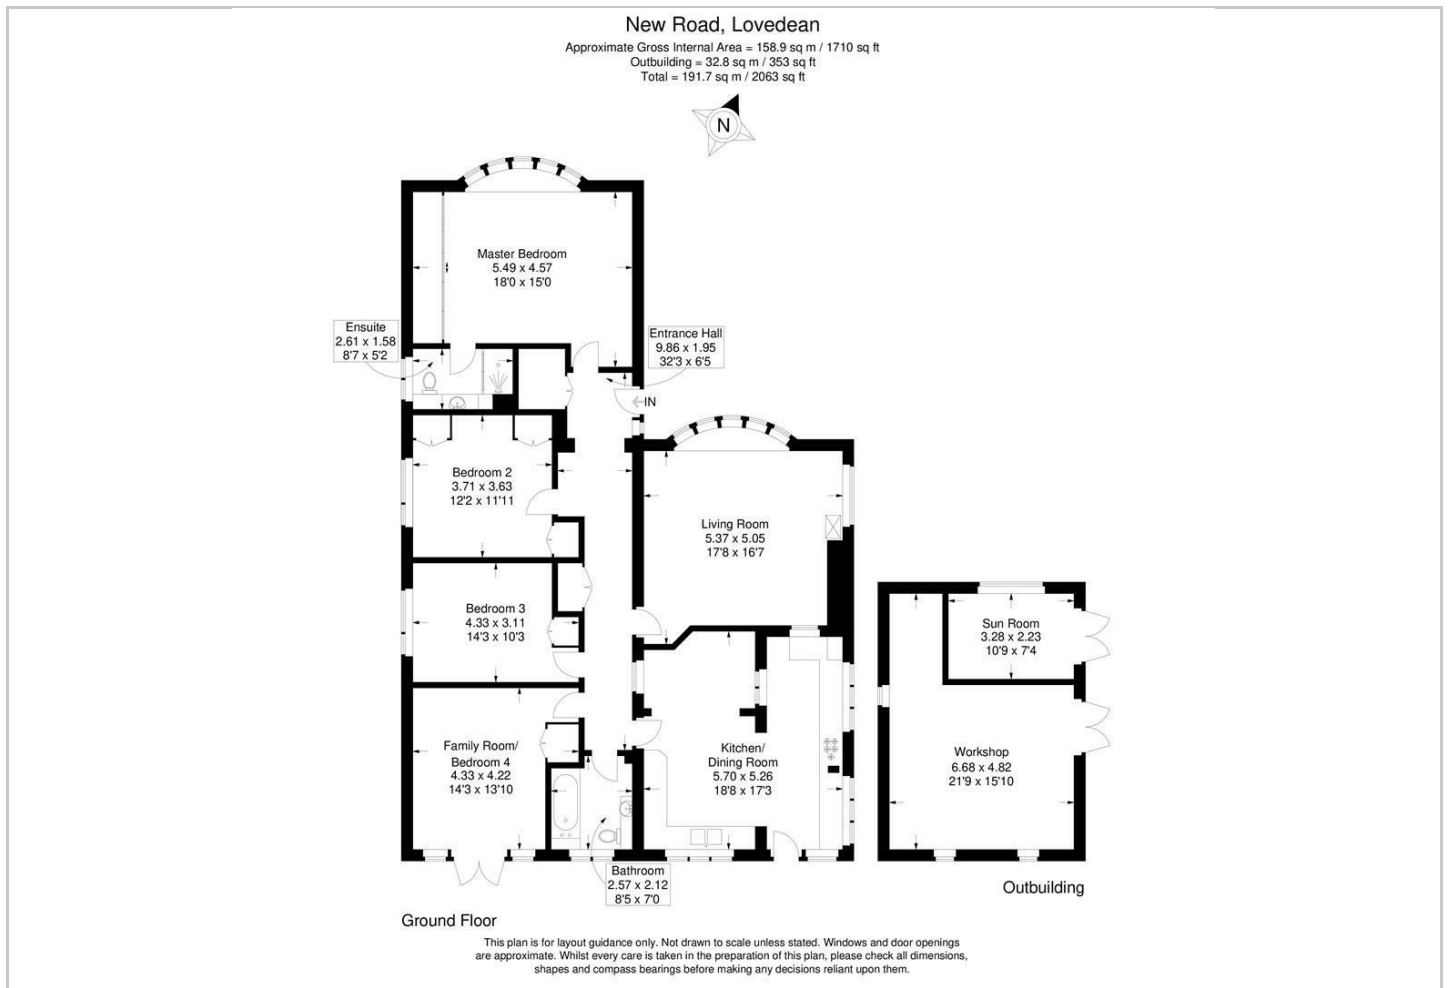 New Road, Lovedean
Approximate Gross Internal Area = 158.9 sq m / 1710 sq ft
Outbuilding = 32.8 sq m / 353 sq ft
Total = 191.7 sq m / 2063 sq ft
N
Master Bedroom
5.49 x 4.57
18'0 x 15'0
Ensuite
2.61 x 1.58
8'7 x 5'2
Entrance Hall
9.86 x 1.95
32'3 x 6'5
IN
Bedroom 2
3.71 x 3.63
12'2 x 11'11
Living Room
5.37 x 5.05
17'8 x 16'7
Bedroom 3
4.33 x 3.11
14'3 x 10'3
Sun Room
3.28 x 2.23
10'9 x 7'4
Family Room/
Bedroom 4
4.33 x 4.22
14'3 x 13'10
Kitchen/
Dining Room
5.70 x 5.26
18'8 x 17'3
Workshop
6.68 x 4.82
21'9 x 15'10
Bathroom
2.57 x 2.12
8'5 x 7'0
Outbuilding
Ground Floor
This plan is for layout guidance only. Not drawn to scale unless stated. Windows and door openings
are approximate. Whilst every care is taken in the preparation of this plan, please check all dimensions,
shapes and compass bearings before making any decisions reliant upon them.